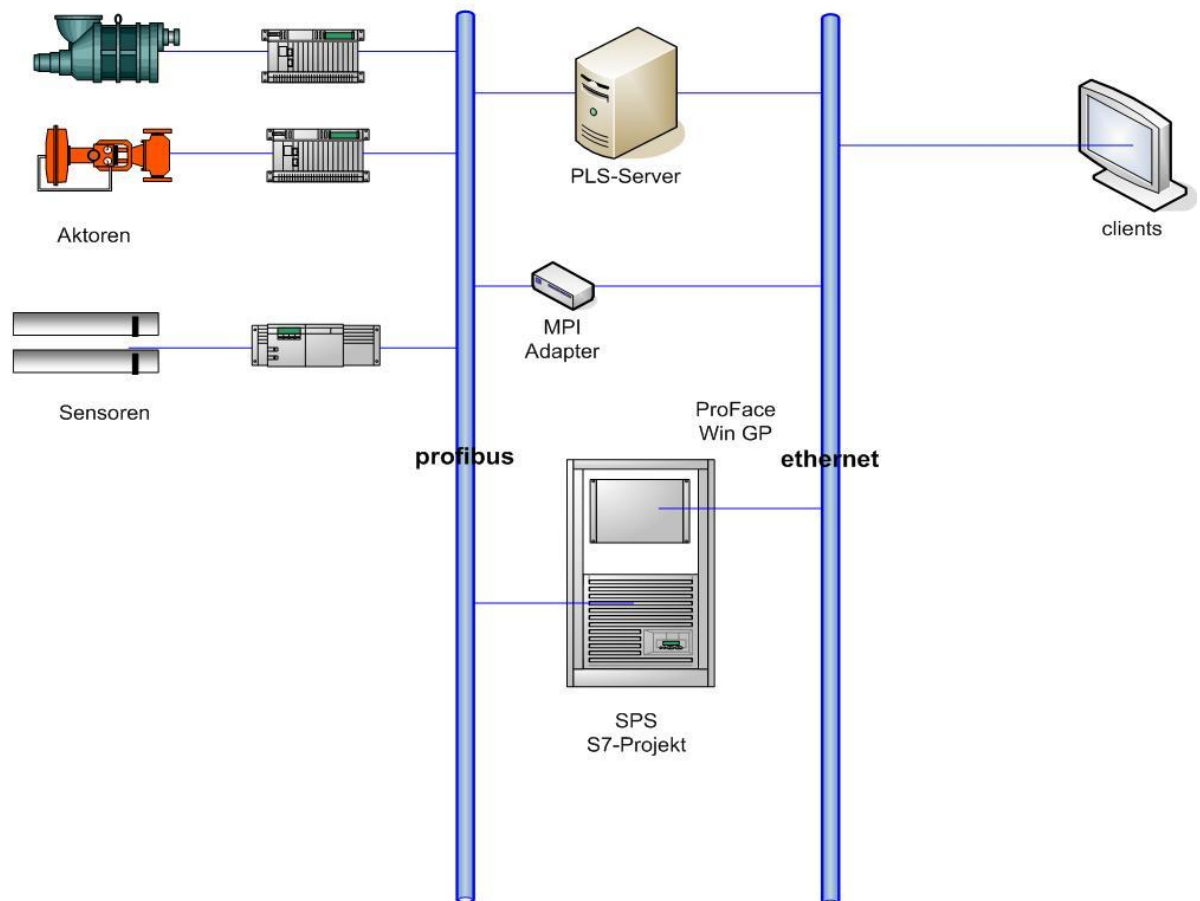 PLS-Server
Aktoren
clients
MPI
Adapter
Sensoren
ProFace
Win GP
profibus
ethernet
SPS
S7-Projekt